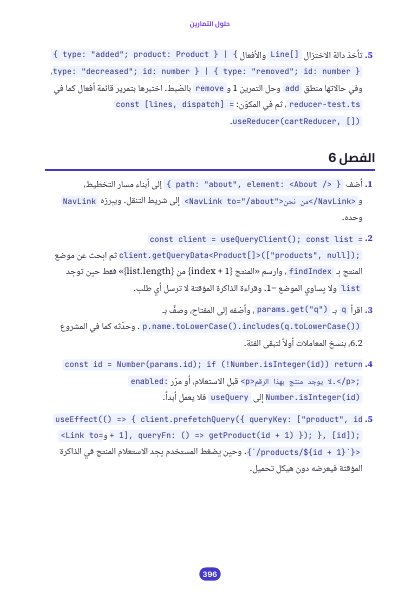 حلول التمارين
5. تأخذ دالة الاختزال Line[] والأفعال { type: "added"; product: Product } | {
type: "decreased"; id: number } | { type: "removed"; id: number },
وفي حالاتها منطق add وحل التمرين 1 و remove بالضبط. اختبرها بتمرير قائمة أفعال كما في
reducer-test.ts، ثم في المكوّن: const [lines, dispatch] =
useReducer(cartReducer, []).
الفصل 6
1. أضف { path: "about", element: <About /> } إلى أبناء مسار التخطيط،
و <NavLink to="/about">من نحن</NavLink> إلى شريط التنقل. ويبرزه NavLink
وحده.
2. const client = useQueryClient(); const list =
client.getQueryData<Product[]>(["products", null]); ثم ابحث عن موضع
المنتج بـ findIndex، وارسم «المنتج {index + 1} من {list.length}» فقط حين توجد
list ولا يساوي الموضع −1. وقراءة الذاكرة المؤقتة لا ترسل أي طلب.
3. اقرأ q بـ params.get("q")، وأضفه إلى المفتاح، وصفِّ بـ
p.name.toLowerCase().includes(q.toLowerCase()). وحدّثه كما في المشروع
6.2، بنسخ المعاملات أولاً لتبقى الفئة.
4. const id = Number(params.id); if (!Number.isInteger(id)) return
<p>لا يوجد منتج بهذا الرقم.</p>; قبل الاستعلام، أو مرّر enabled:
Number.isInteger(id) إلى useQuery فلا يعمل أبداً.
5. useEffect(() => { client.prefetchQuery({ queryKey: ["product", id
+ 1], queryFn: () => getProduct(id + 1) }); }, [id]); و <Link to=
{`/products/${id + 1}`}>. وحين يضغط المستخدم يجد الاستعلام المنتج في الذاكرة
المؤقتة فيعرضه دون هيكل تحميل.
396